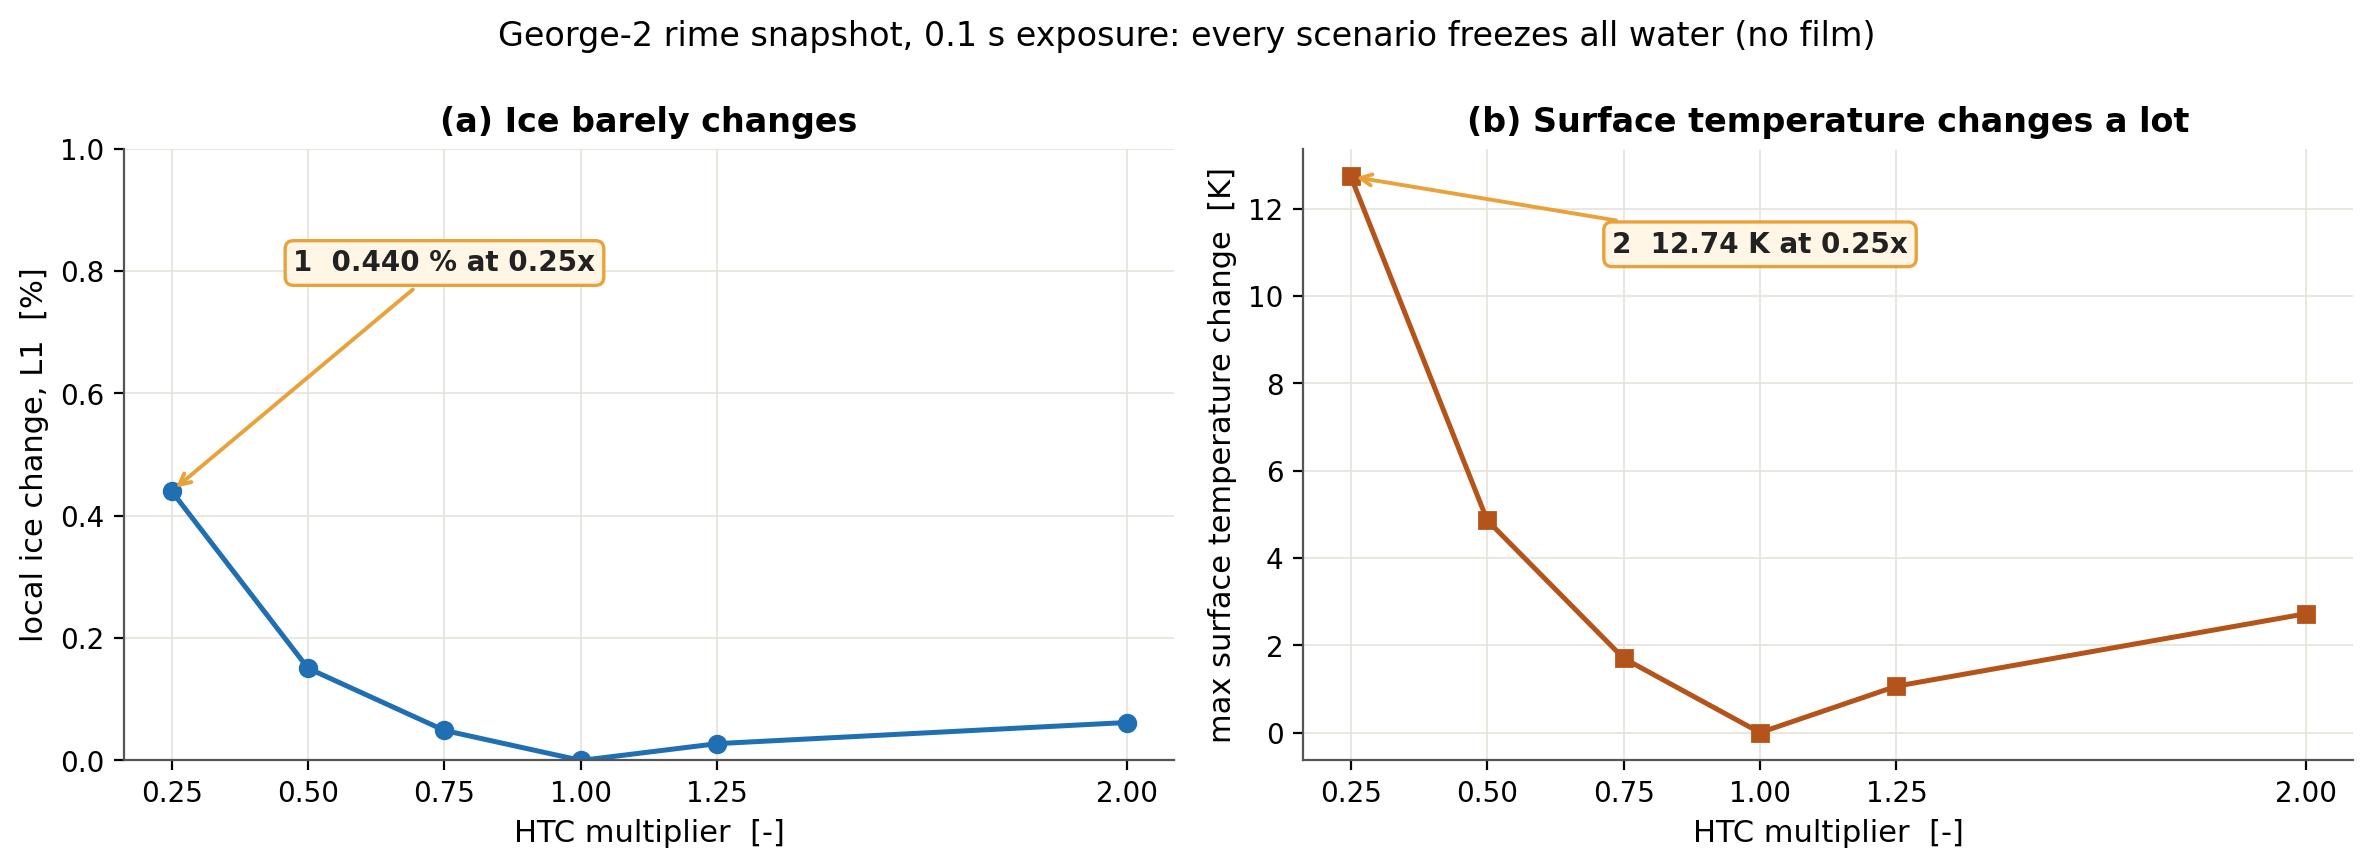 George-2 rime snapshot, 0.1 s exposure: every scenario freezes all water (no film)
(a) Ice barely changes
local ice change, L1  [%]
1.0
0.8
0.6
0.4
0.2
0.0
1  0.440 % at 0.25x
0.25 0.50 0.75 1.00 1.25 2.00
HTC multiplier  [-]
(b) Surface temperature changes a lot
max surface temperature change  [K]
12
10
8
6
4
2
0
2  12.74 K at 0.25x
0.25 0.50 0.75 1.00 1.25 2.00
HTC multiplier  [-]